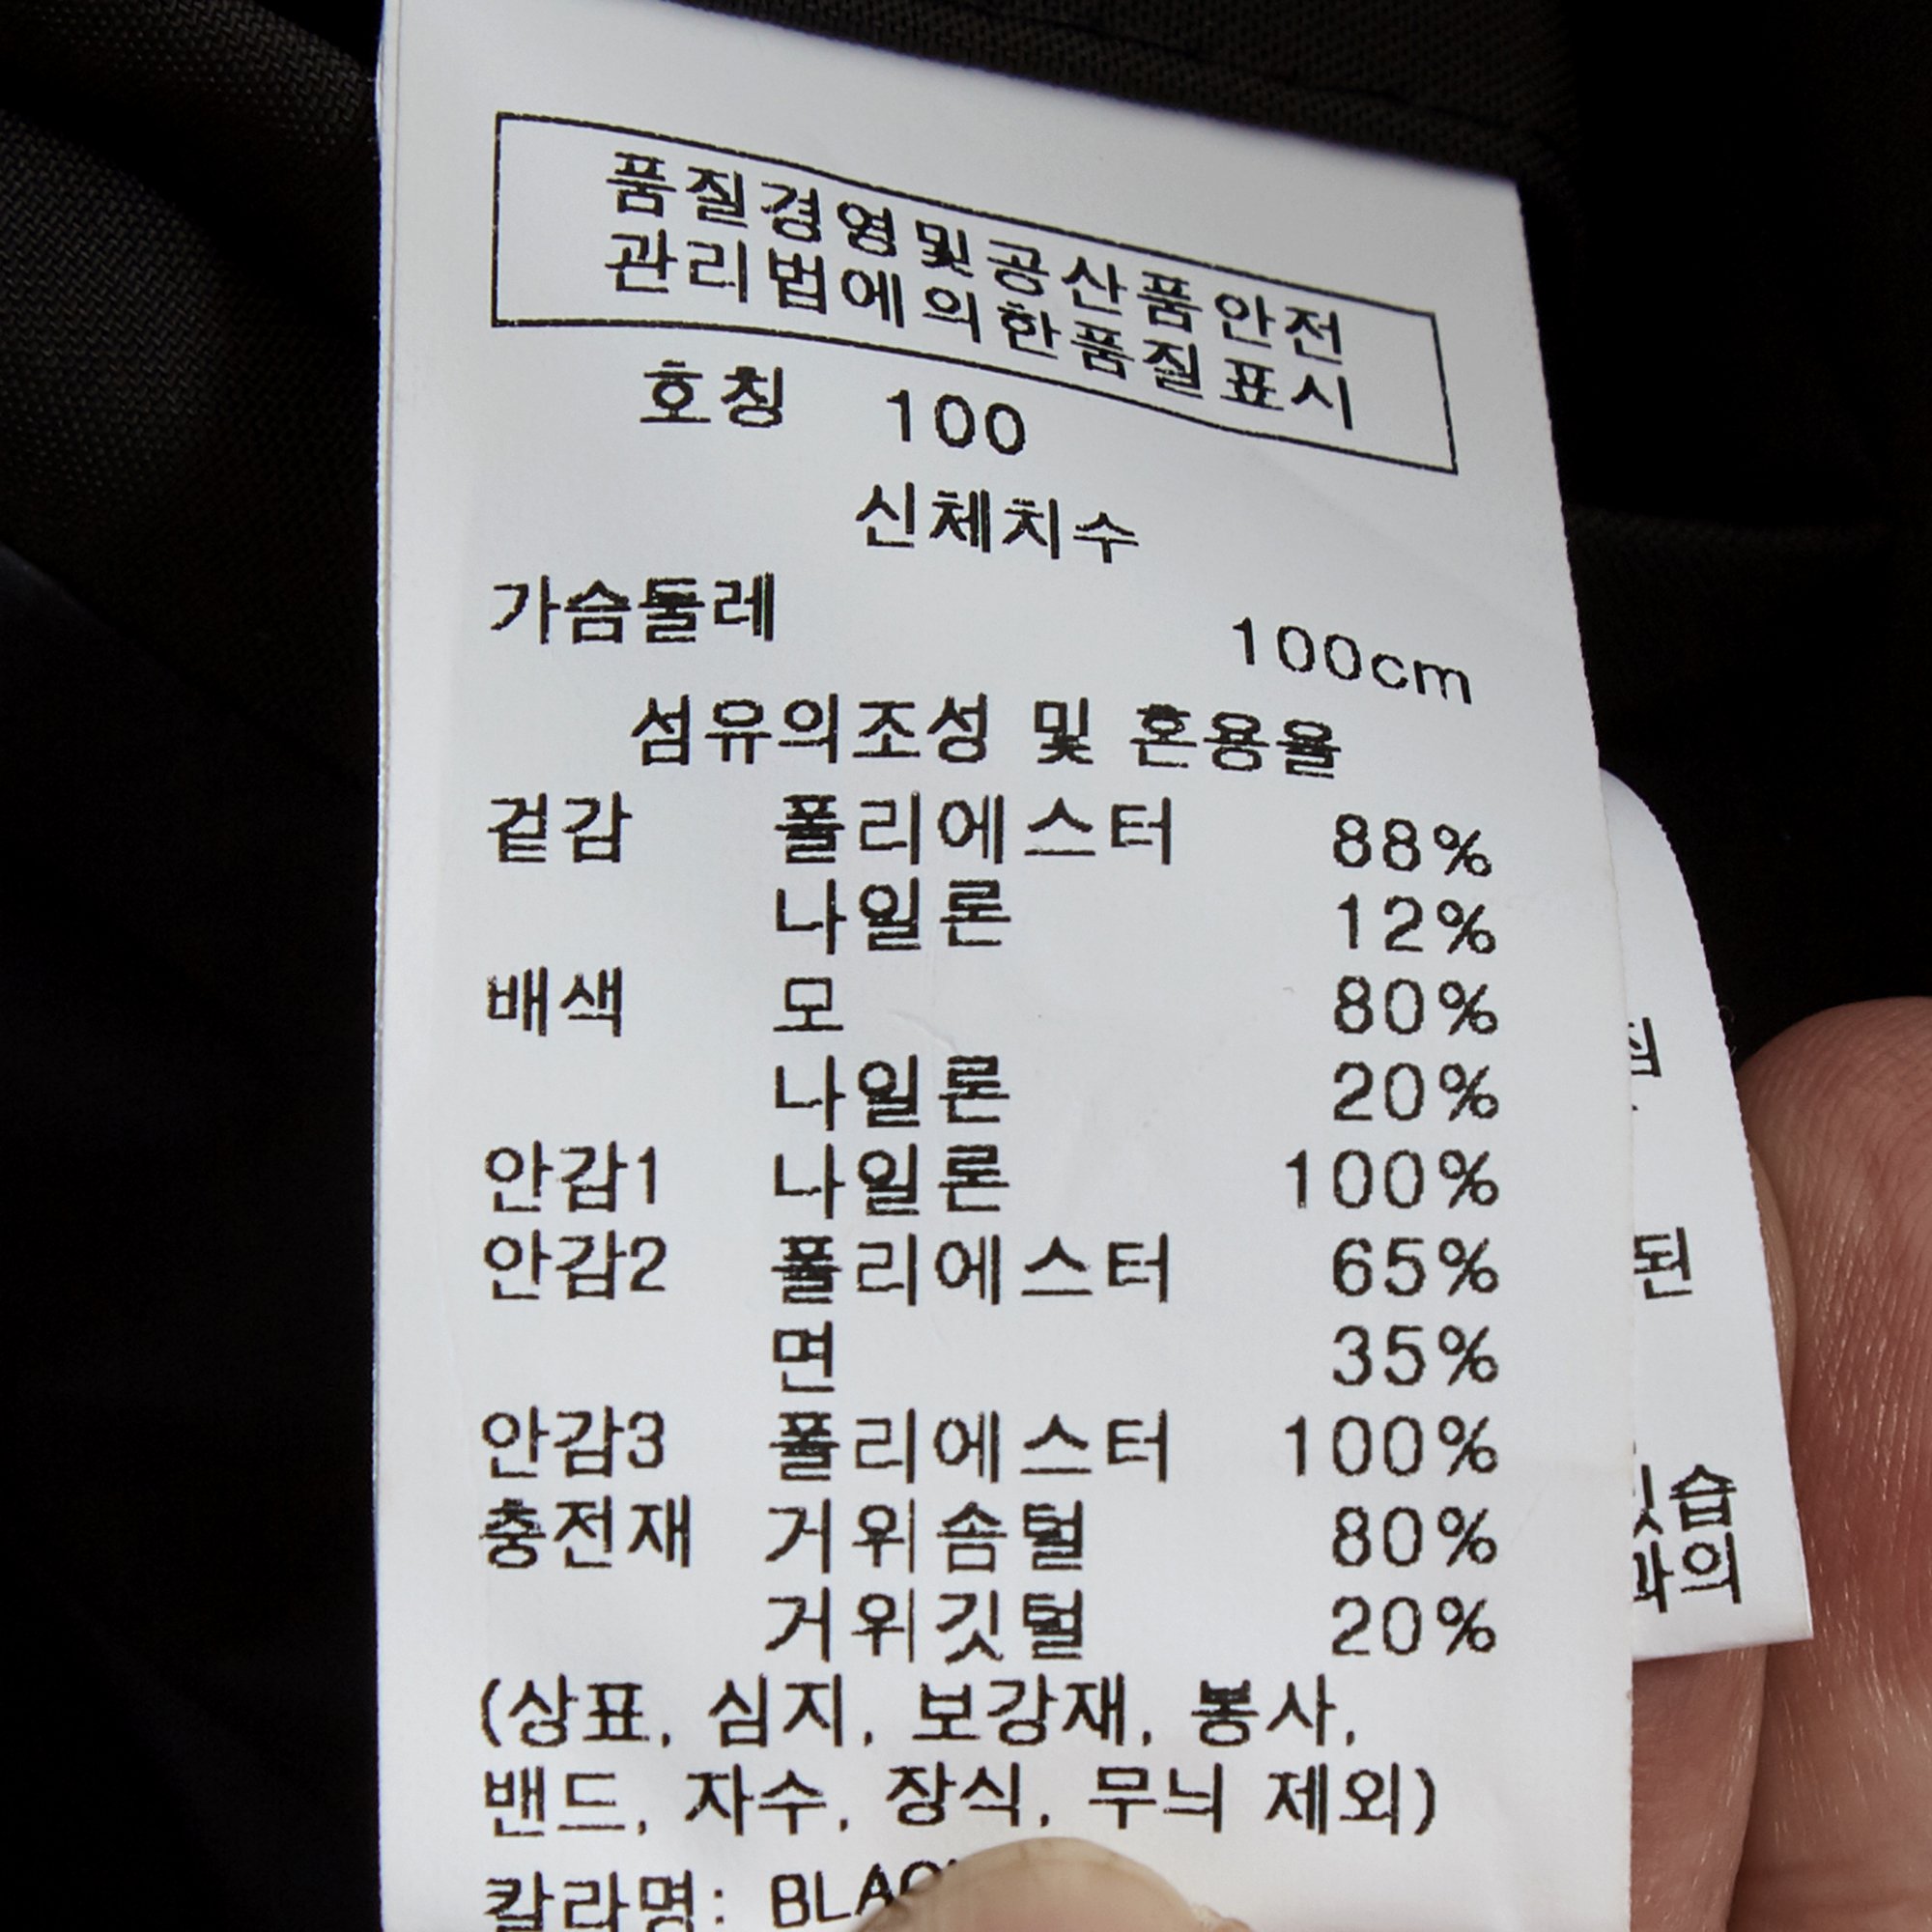 품질경영및공산품안전
관리법에의한품질표시
호칭 100
신체치수
가슴둘레 100cm
섬유의조성 및 혼용율
겉감 폴리에스터 88%
나일론 12%
배색 모 80%
나일론 20%
안감1 나일론 100%
안감2 폴리에스터 65%
면 35%
안감3 폴리에스터 100%
충전재 거위솜털 80%
거위깃털 20%
(상표, 심지, 보강재, 봉사,
밴드, 자수, 장식, 무늬 제외)
칼라명:
된
습
의